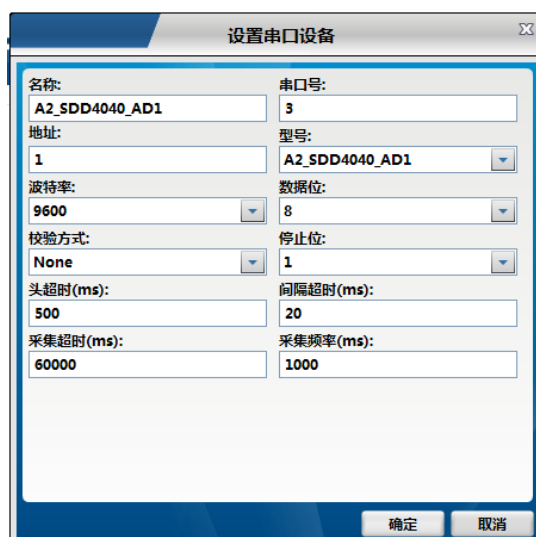 设置串口设备
名称: 串口号:
A2_SDD4040_AD1 3
地址: 型号:
1 A2_SDD4040_AD1
波特率: 数据位:
9600 8
校验方式: 停止位:
None 1
头超时(ms): 间隔超时(ms):
500 20
采集超时(ms): 采集频率(ms):
60000 1000
确定 取消